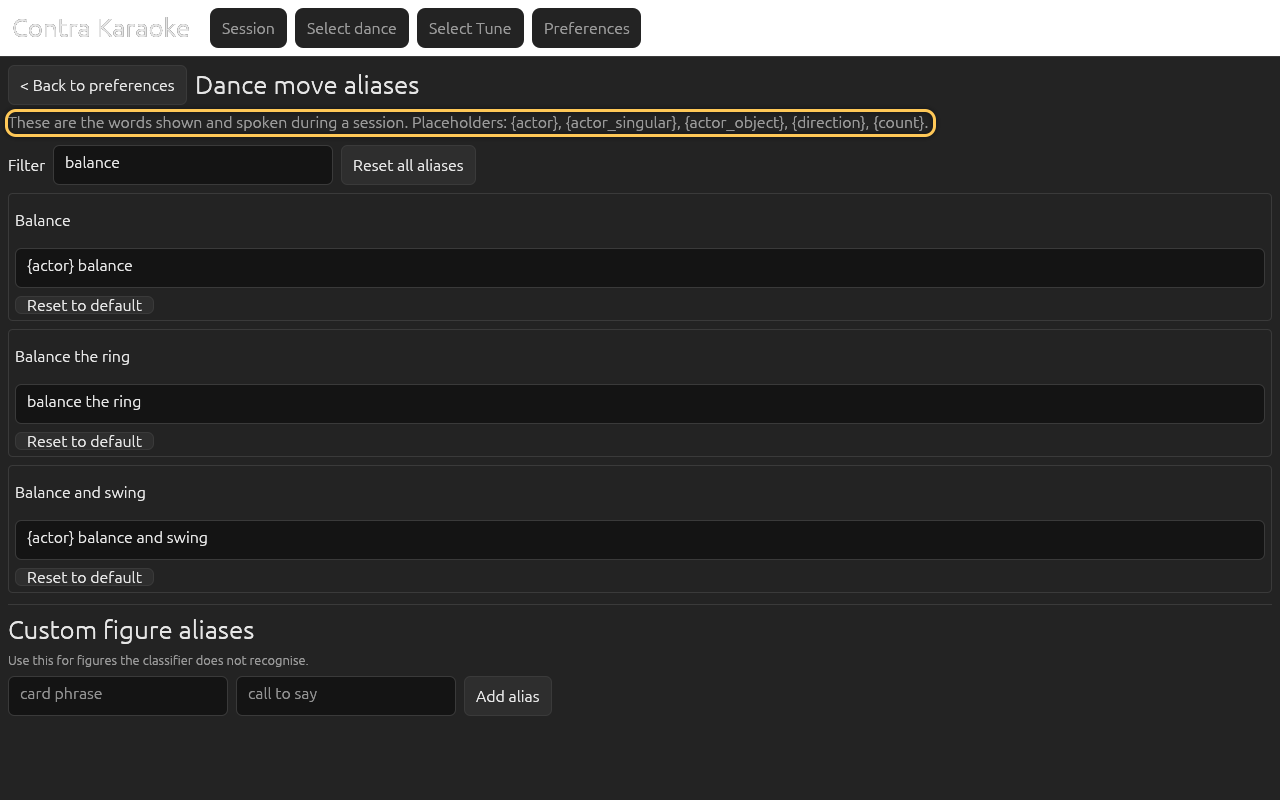 Contra Karaoke Session Select dance Select Tune Preferences
< Back to preferences Dance move aliases
These are the words shown and spoken during a session. Placeholders: {actor}, {actor_singular}, {actor_object}, {direction}, {count}.
Filter balance Reset all aliases
Balance
{actor} balance
Reset to default
Balance the ring
balance the ring
Reset to default
Balance and swing
{actor} balance and swing
Reset to default
Custom figure aliases
Use this for figures the classifier does not recognise.
card phrase call to say Add alias